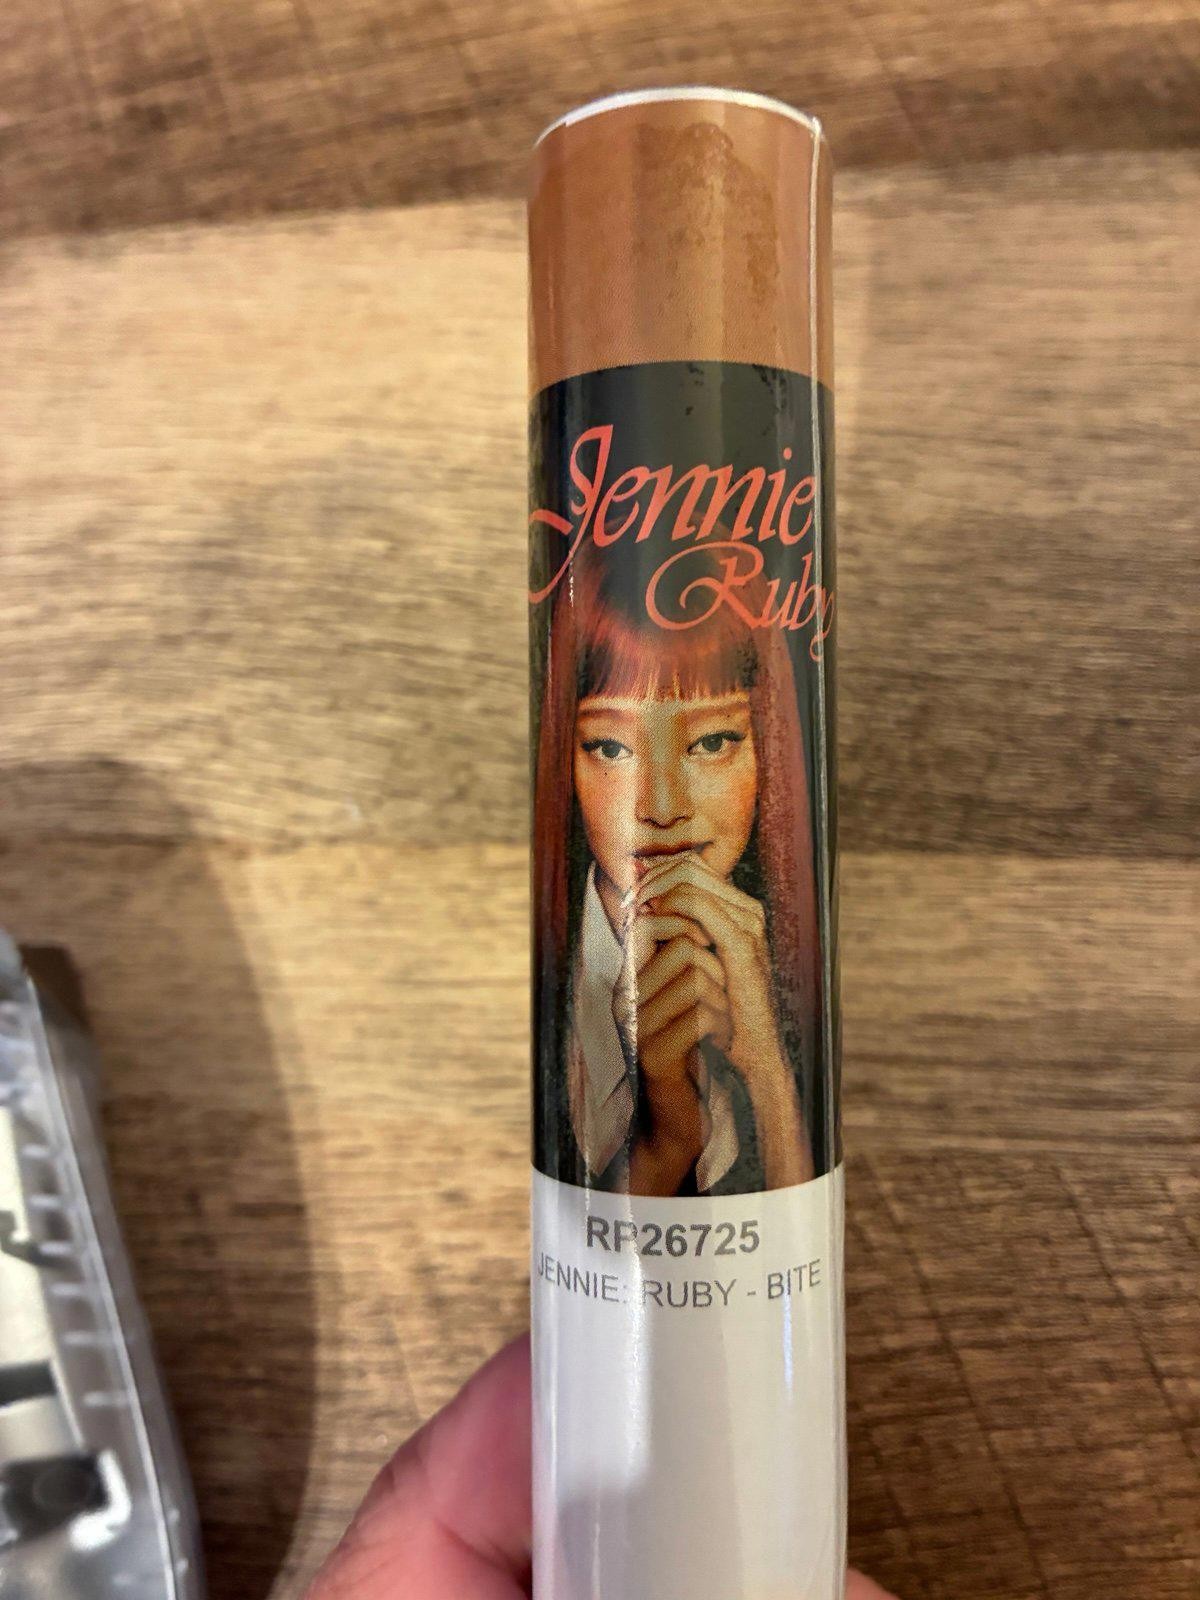 Jennie
Ruby
RP26725
JENNIE: RUBY - BITE